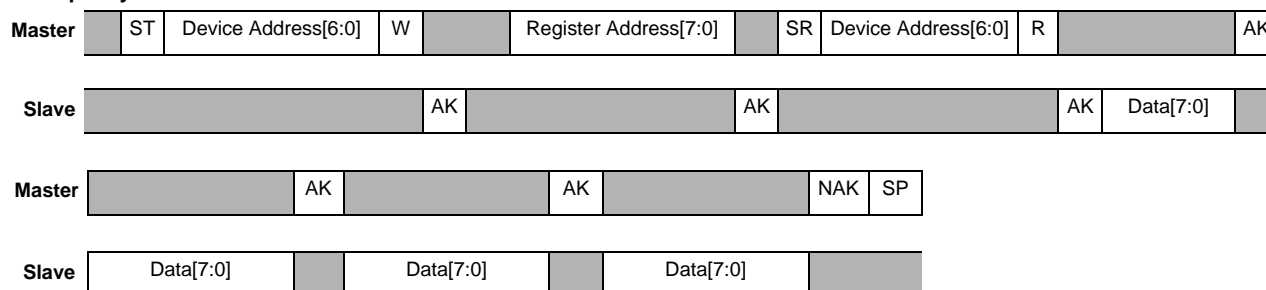 Master ST Device Address[6:0] W Register Address[7:0] SR Device Address[6:0] R AK
Slave AK AK AK Data[7:0]
Master AK AK NAK SP
Slave Data[7:0] Data[7:0] Data[7:0]